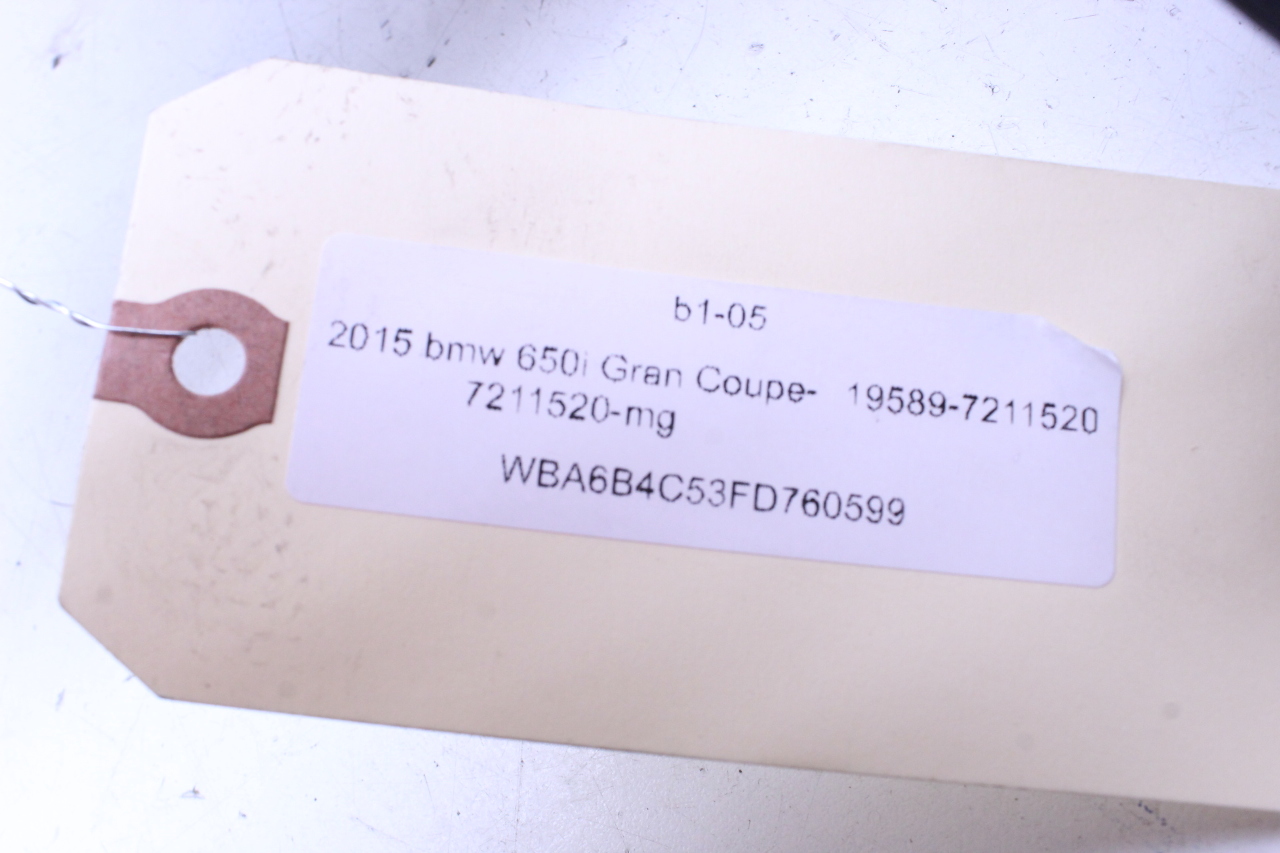 b1-05
2015 bmw 650i Gran Coupe- 19589-7211520
7211520-mg
WBA6B4C53FD760599